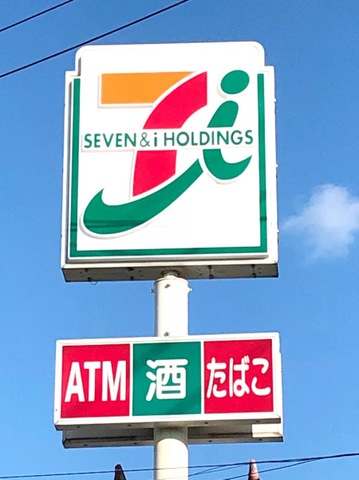 SEVEN & i HOLDINGS
ATM 酒 たばこ